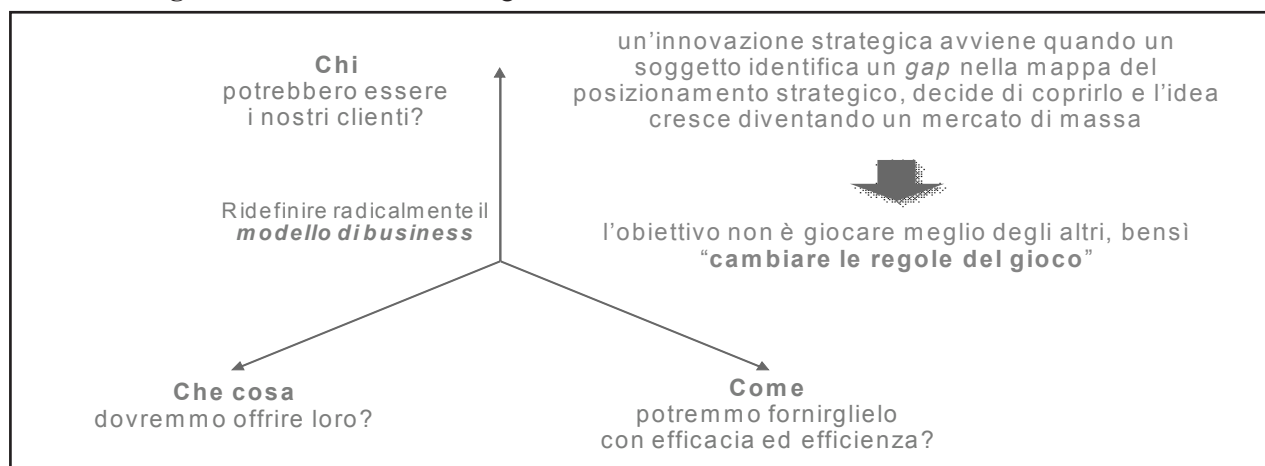 Chi
potrebbero essere
i nostri clienti?
un'innovazione strategica avviene quando un
soggetto identifica un gap nella mappa del
posizionamento strategico, decide di coprirlo e l'idea
cresce diventando un mercato di massa
Ridefinire radicalmente il
modello di business
l'obiettivo non è giocare meglio degli altri, bensì
“cambiare le regole del gioco”
Che cosa
dovremmo offrire loro?
Come
potremmo fornirglielo
con efficacia ed efficienza?